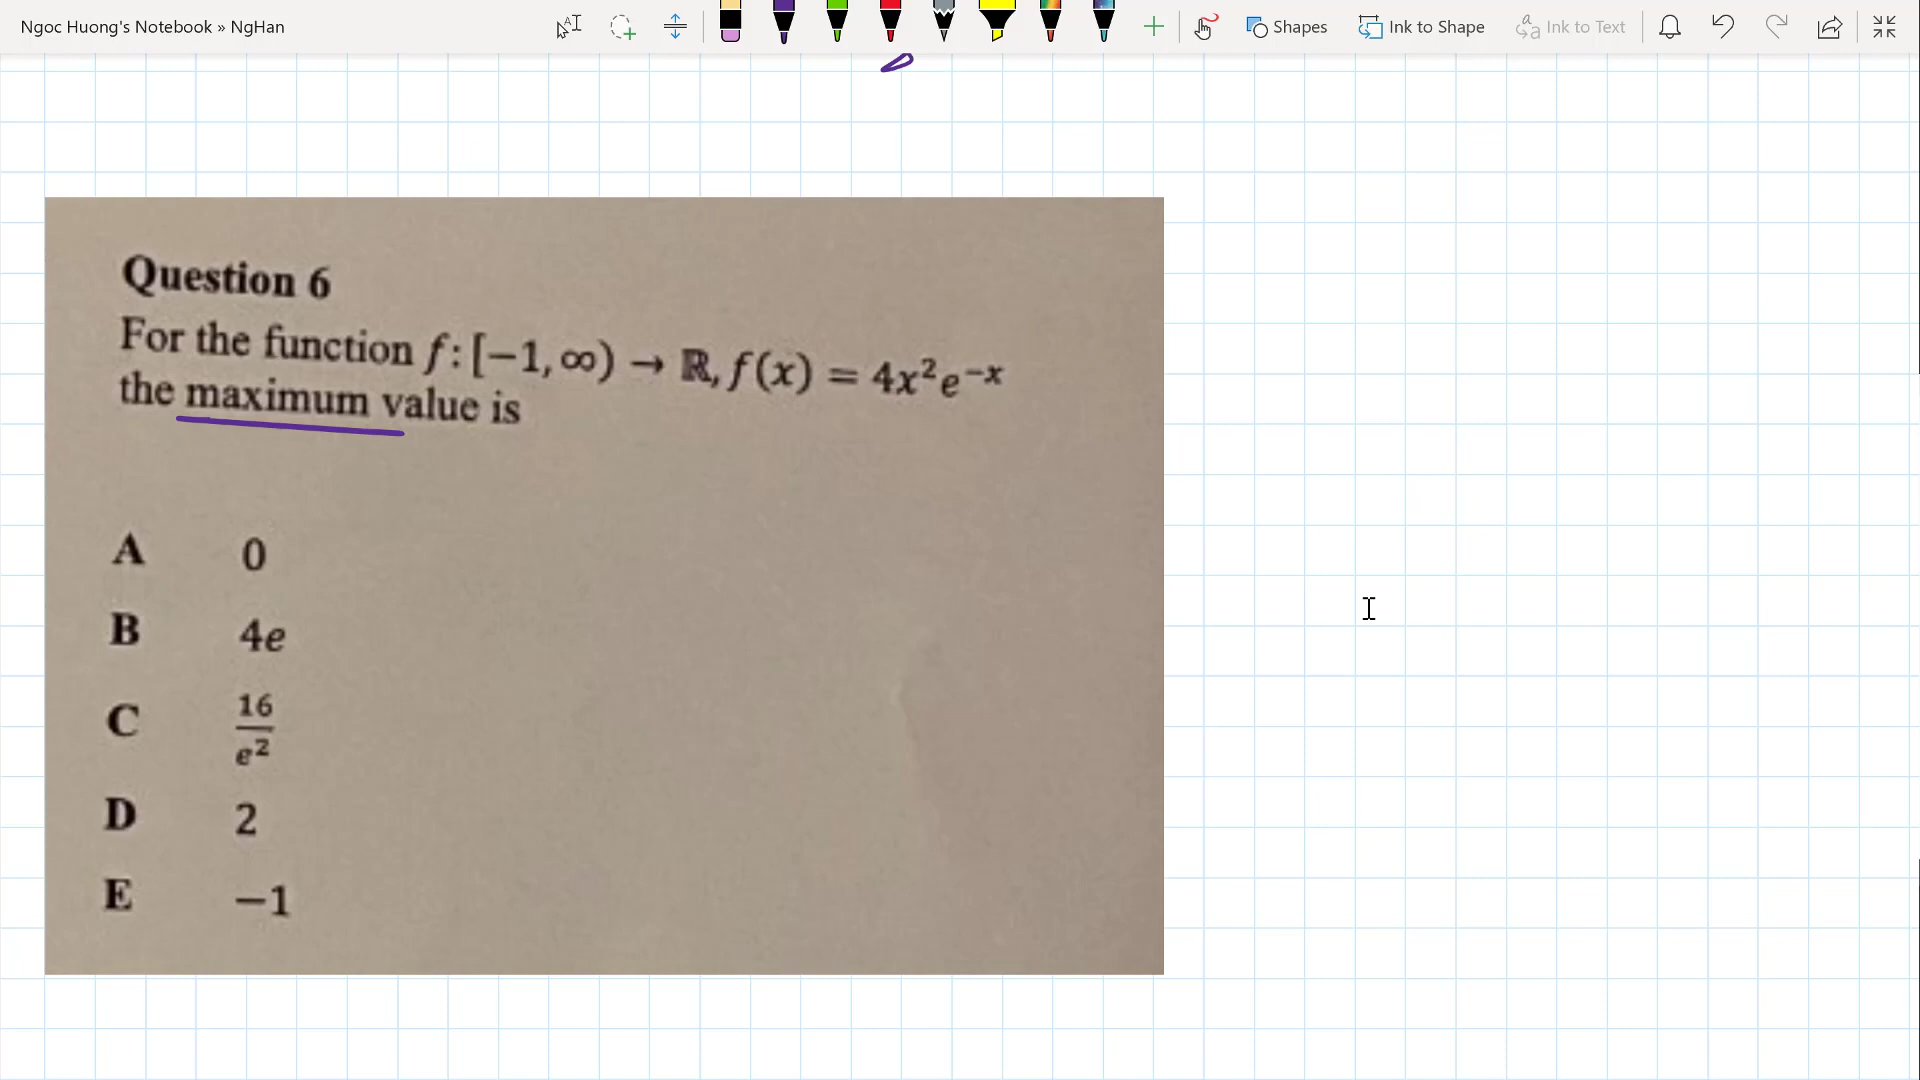 Ngoc Huong's Notebook » NgHan
Shapes
Ink to Shape
Ink to Text
Question 6
For the function f: [−1, ∞) → ℝ, f(x) = 4x²e⁻ˣ
the maximum value is
A 0
B 4e
C 16/e²
D 2
E −1